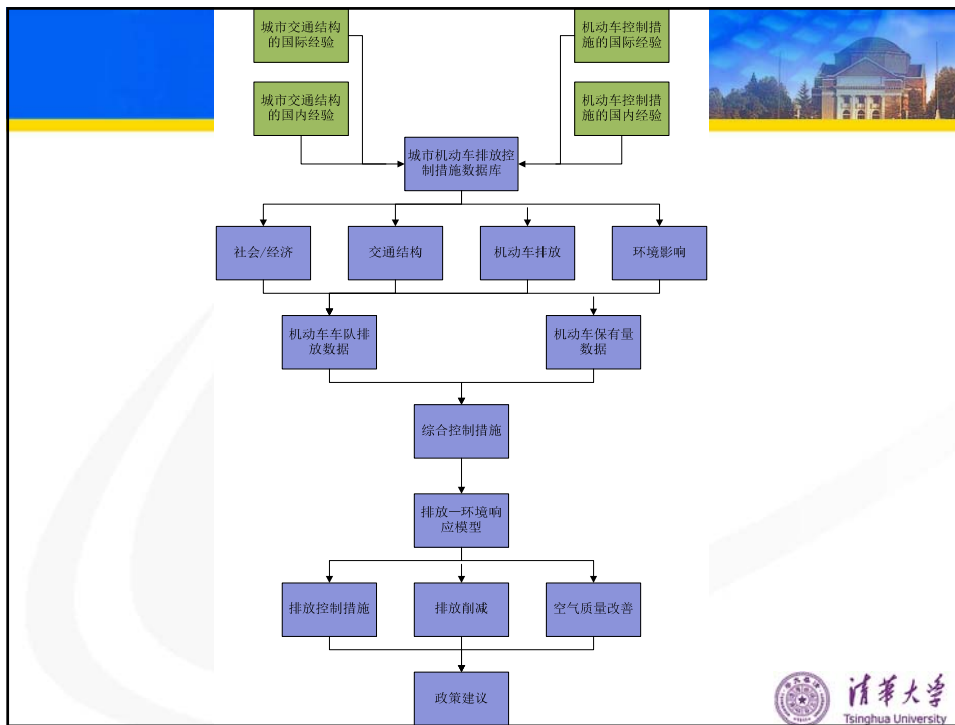 城市交通结构
的国际经验
机动车控制措
施的国际经验
城市交通结构
的国内经验
机动车控制措
施的国内经验
城市机动车排放控
制措施数据库
社会/经济
交通结构
机动车排放
环境影响
机动车车队排
放数据
机动车保有量
数据
综合控制措施
排放—环境响
应模型
排放控制措施
排放削减
空气质量改善
政策建议
清华大学
Tsinghua University